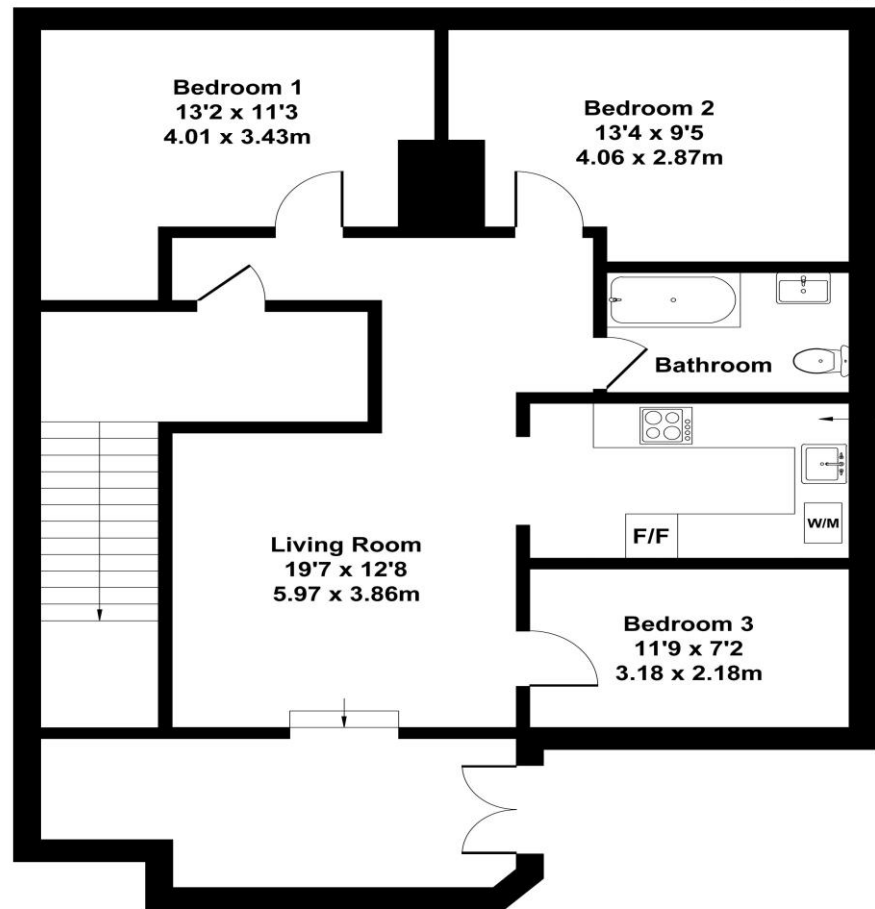 Bedroom 1
13'2 x 11'3
4.01 x 3.43m
Bedroom 2
13'4 x 9'5
4.06 x 2.87m
Bathroom
F/F
W/M
Living Room
19'7 x 12'8
5.97 x 3.86m
Bedroom 3
11'9 x 7'2
3.18 x 2.18m